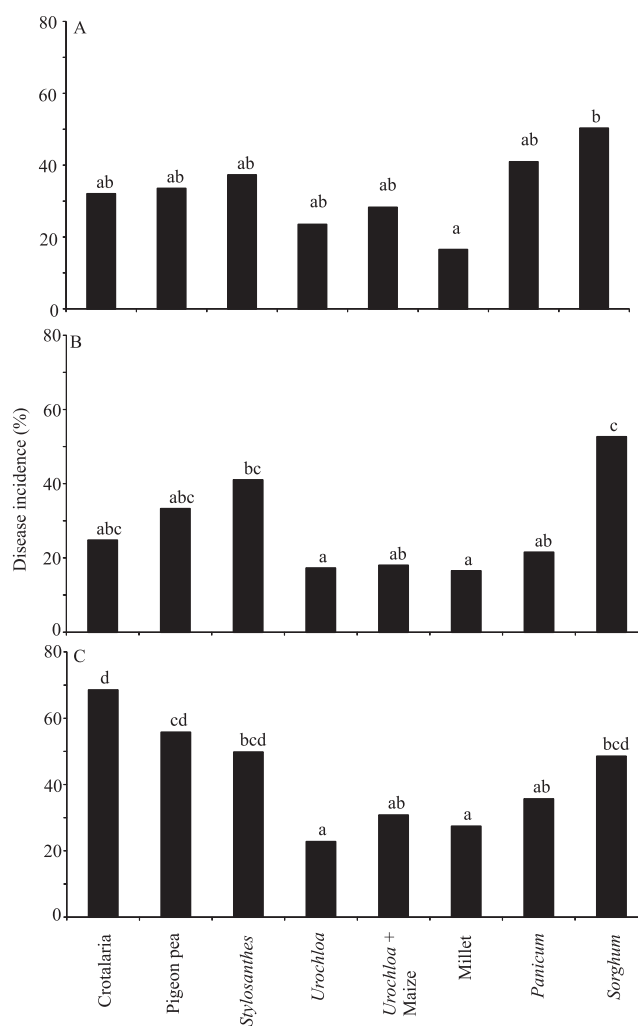 80
A
60
40
20
0
ab
ab
ab
ab
ab
a
ab
b
80
B
60
40
20
0
abc
abc
bc
a
ab
a
ab
c
Disease incidence (%)
80
C
60
40
20
0
d
cd
bcd
a
ab
a
ab
bcd
Crotalaria
Pigeon pea
Stylosanthes
Urochloa
Urochloa +
Maize
Millet
Panicum
Sorghum